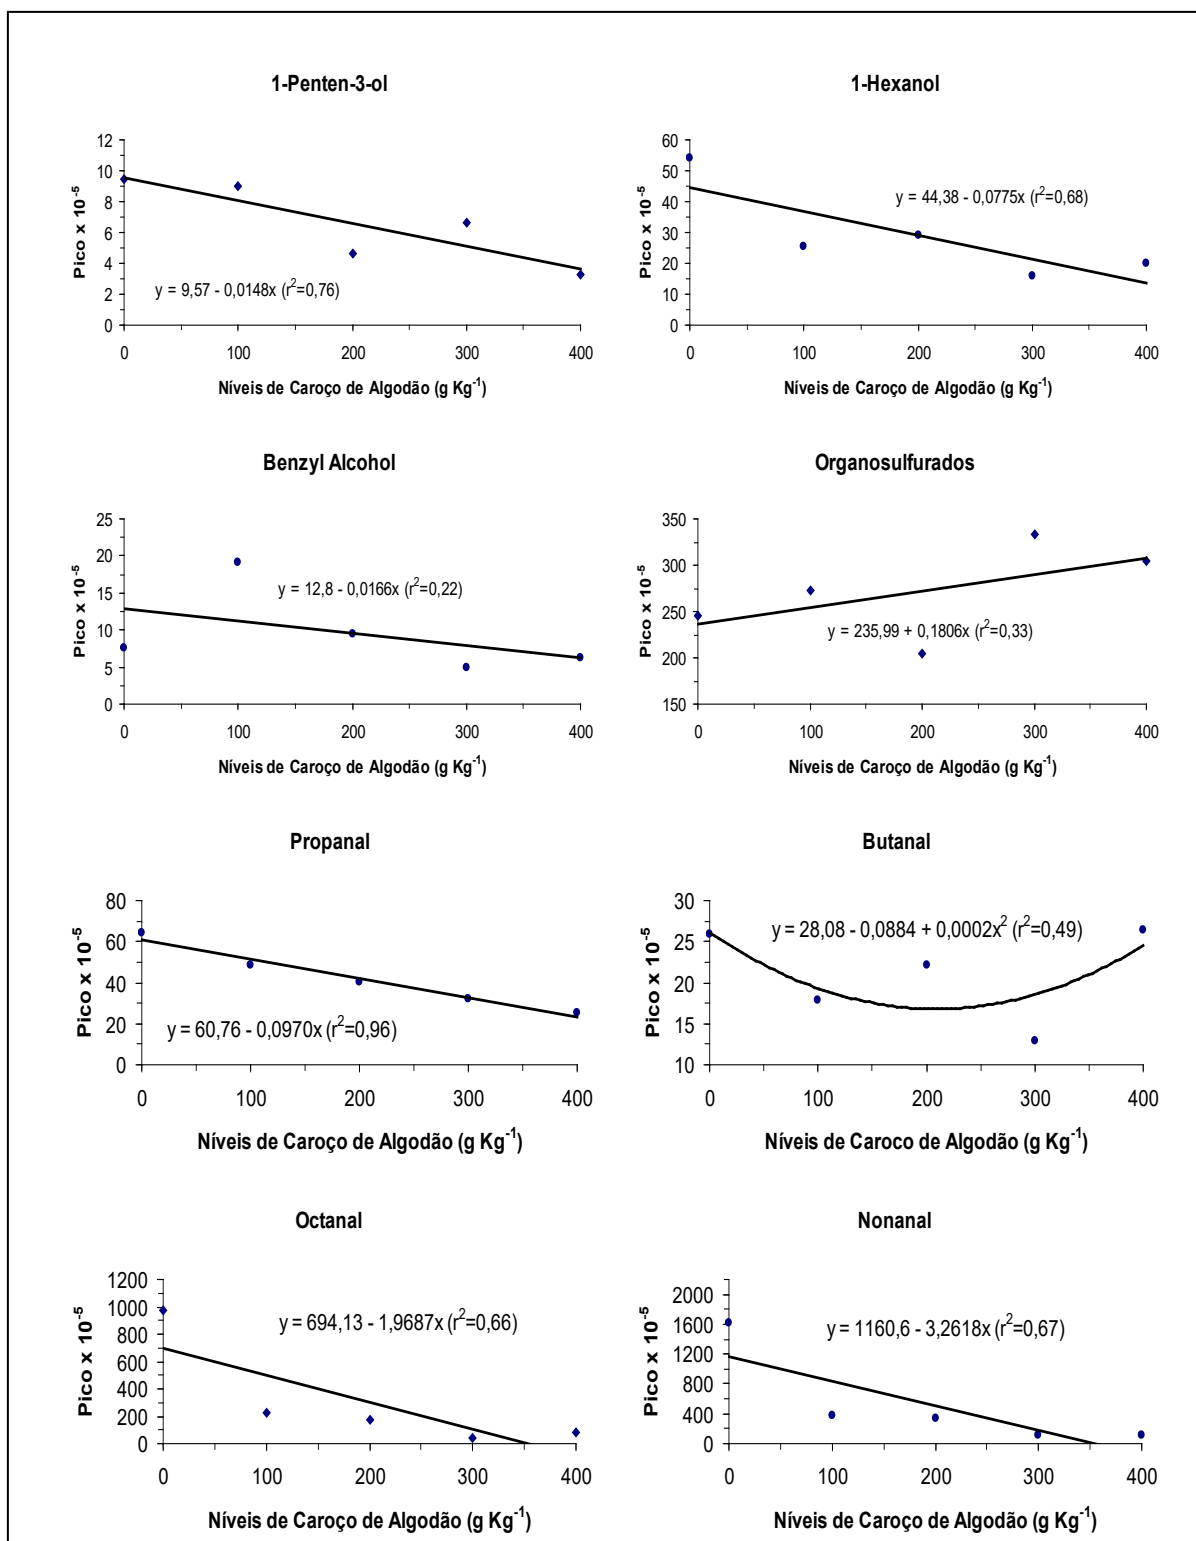 1-Penten-3-ol
12
10
8
6
4
2
0
Pico x 10⁻⁵
y = 9,57 - 0,0148x (r²=0,76)
0 100 200 300 400
Níveis de Caroço de Algodão (g Kg⁻¹)
1-Hexanol
60
50
40
30
20
10
0
Pico x 10⁻⁵
y = 44,38 - 0,0775x (r²=0,68)
0 100 200 300 400
Níveis de Caroço de Algodão (g Kg⁻¹)
Benzyl Alcohol
25
20
15
10
5
0
Pico x 10⁻⁵
y = 12,8 - 0,0166x (r²=0,22)
0 100 200 300 400
Níveis de Caroço de Algodão (g Kg⁻¹)
Organosulfurados
350
300
250
200
150
Pico x 10⁻⁵
y = 235,99 + 0,1806x (r²=0,33)
0 100 200 300 400
Níveis de Caroço de Algodão (g Kg⁻¹)
Propanal
80
60
40
20
0
Pico x 10⁻⁵
y = 60,76 - 0,0970x (r²=0,96)
0 100 200 300 400
Níveis de Caroço de Algodão (g Kg⁻¹)
Butanal
30
25
20
15
10
Pico x 10⁻⁵
y = 28,08 - 0,0884 + 0,0002x² (r²=0,49)
0 100 200 300 400
Níveis de Caroco de Algodão (g Kg⁻¹)
Octanal
1200
1000
800
600
400
200
0
Pico x 10⁻⁵
y = 694,13 - 1,9687x (r²=0,66)
0 100 200 300 400
Níveis de Caroço de Algodão (g Kg⁻¹)
Nonanal
2000
1600
1200
800
400
0
Pico x 10⁻⁵
y = 1160,6 - 3,2618x (r²=0,67)
0 100 200 300 400
Níveis de Caroço de Algodão (g Kg⁻¹)